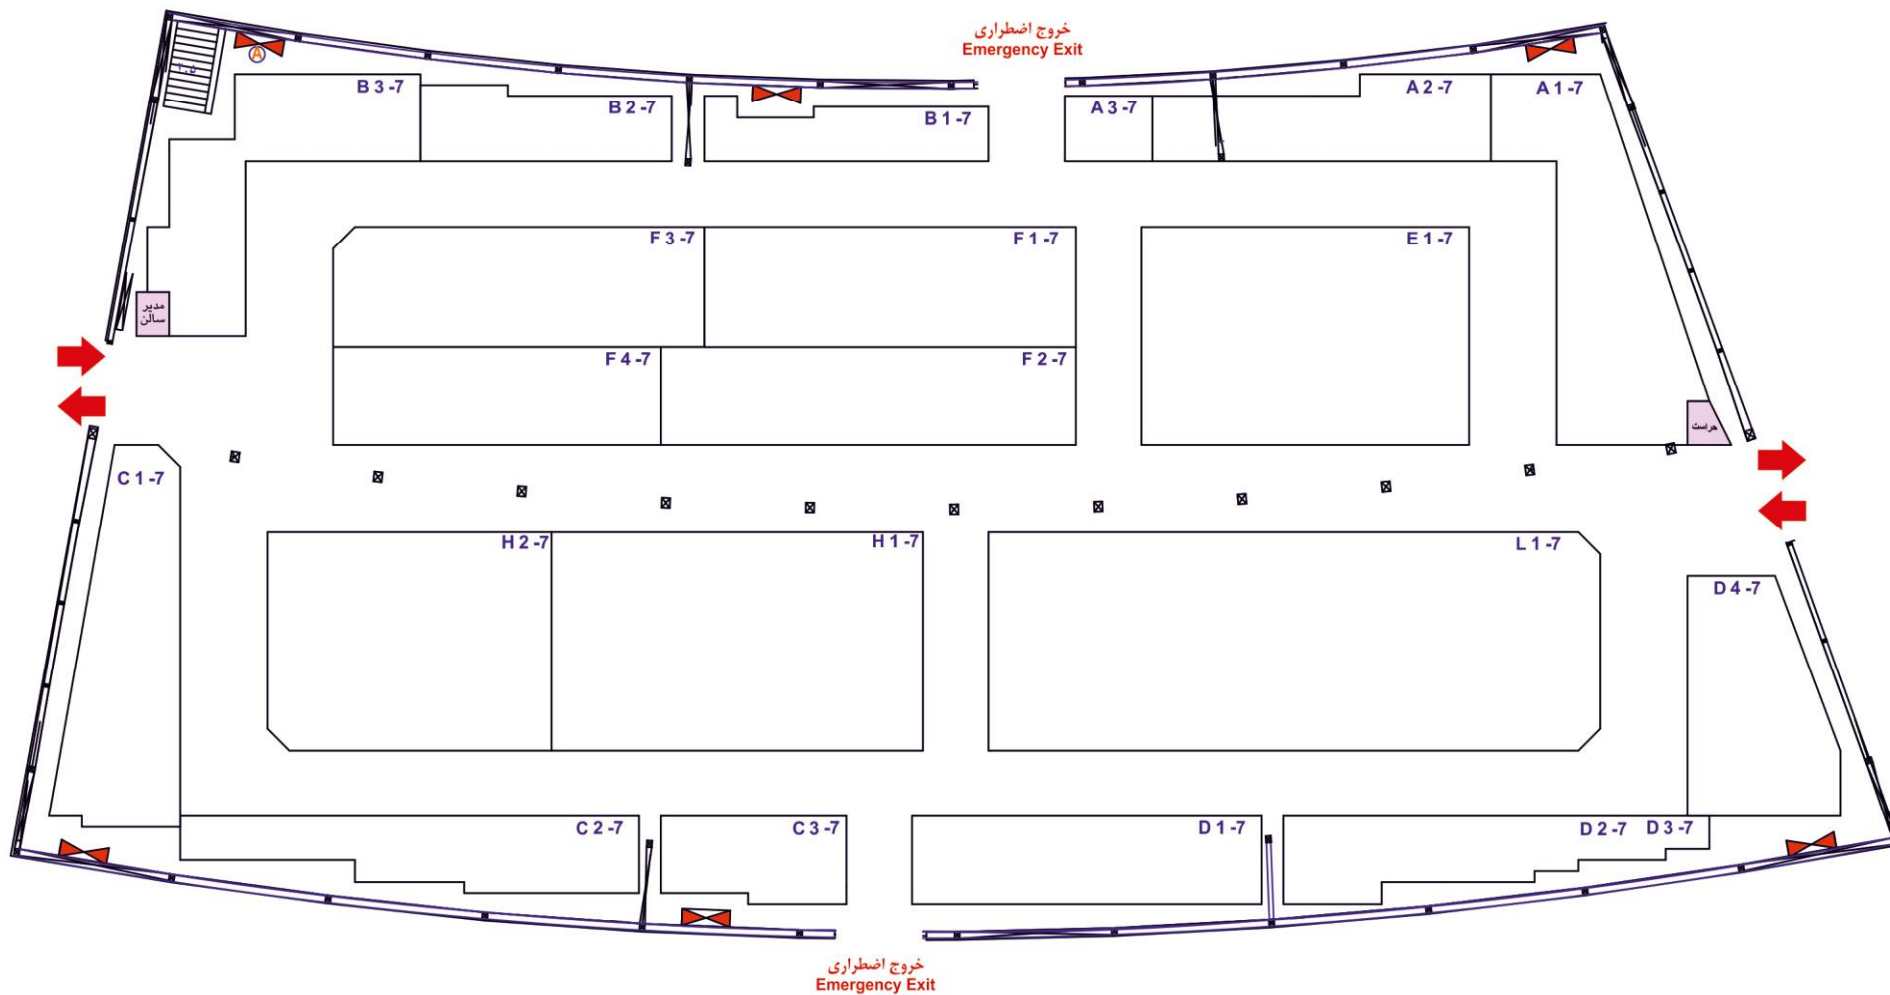 خروج اضطراری
Emergency Exit
A
B 3 -7
B 2 -7
B 1 -7
A 3 -7
A 2 -7
A 1 -7
F 3 -7
F 1 -7
E 1 -7
مدیر
سالن
F 4 -7
F 2 -7
حراست
C 1 -7
H 2 -7
H 1 -7
L 1 -7
D 4 -7
C 2 -7
C 3 -7
D 1 -7
D 2 -7
D 3 -7
خروج اضطراری
Emergency Exit